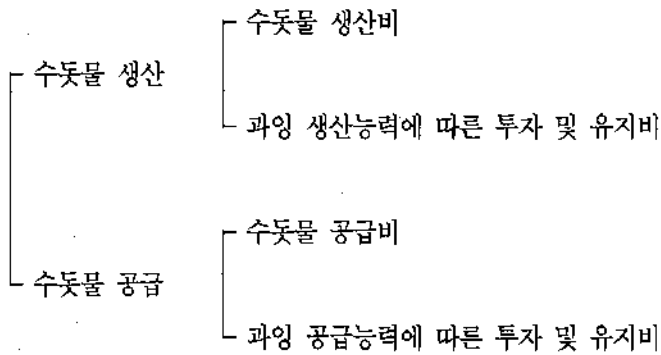 수돗물 생산비
수돗물 생산
과잉 생산능력에 따른 투자 및 유지비
수돗물 공급비
수돗물 공급
과잉 공급능력에 따른 투자 및 유지비